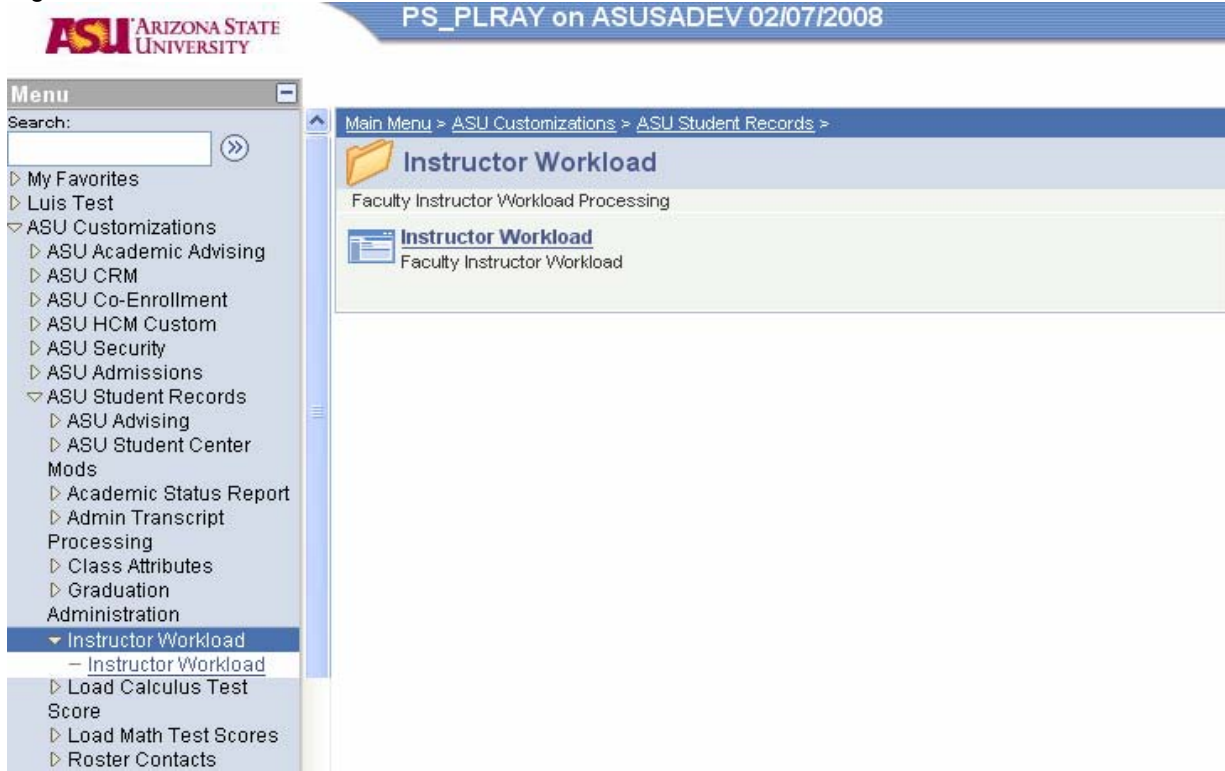 ASU ARIZONA STATE
UNIVERSITY
PS_PLRAY on ASUSADEV 02/07/2008
Menu
Search:
My Favorites
Luis Test
ASU Customizations
ASU Academic Advising
ASU CRM
ASU Co-Enrollment
ASU HCM Custom
ASU Security
ASU Admissions
ASU Student Records
ASU Advising
ASU Student Center
Mods
Academic Status Report
Admin Transcript
Processing
Class Attributes
Graduation
Administration
Instructor Workload
– Instructor Workload
Load Calculus Test
Score
Load Math Test Scores
Roster Contacts
Main Menu > ASU Customizations > ASU Student Records >
Instructor Workload
Faculty Instructor Workload Processing
Instructor Workload
Faculty Instructor Workload